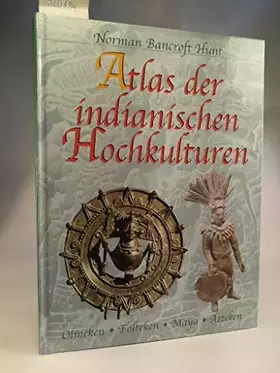 Norman Bancroft Hunt
Atlas der
indianischen
Hochkulturen
Olmeken • Tolteken • Maya • Azteken